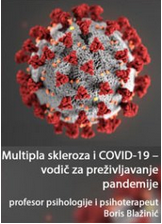 Multipla skleroza i COVID-19 –
vodič za preživljavanje
pandemije
profesor psihologije i psihoterapeut
Boris Blažinić